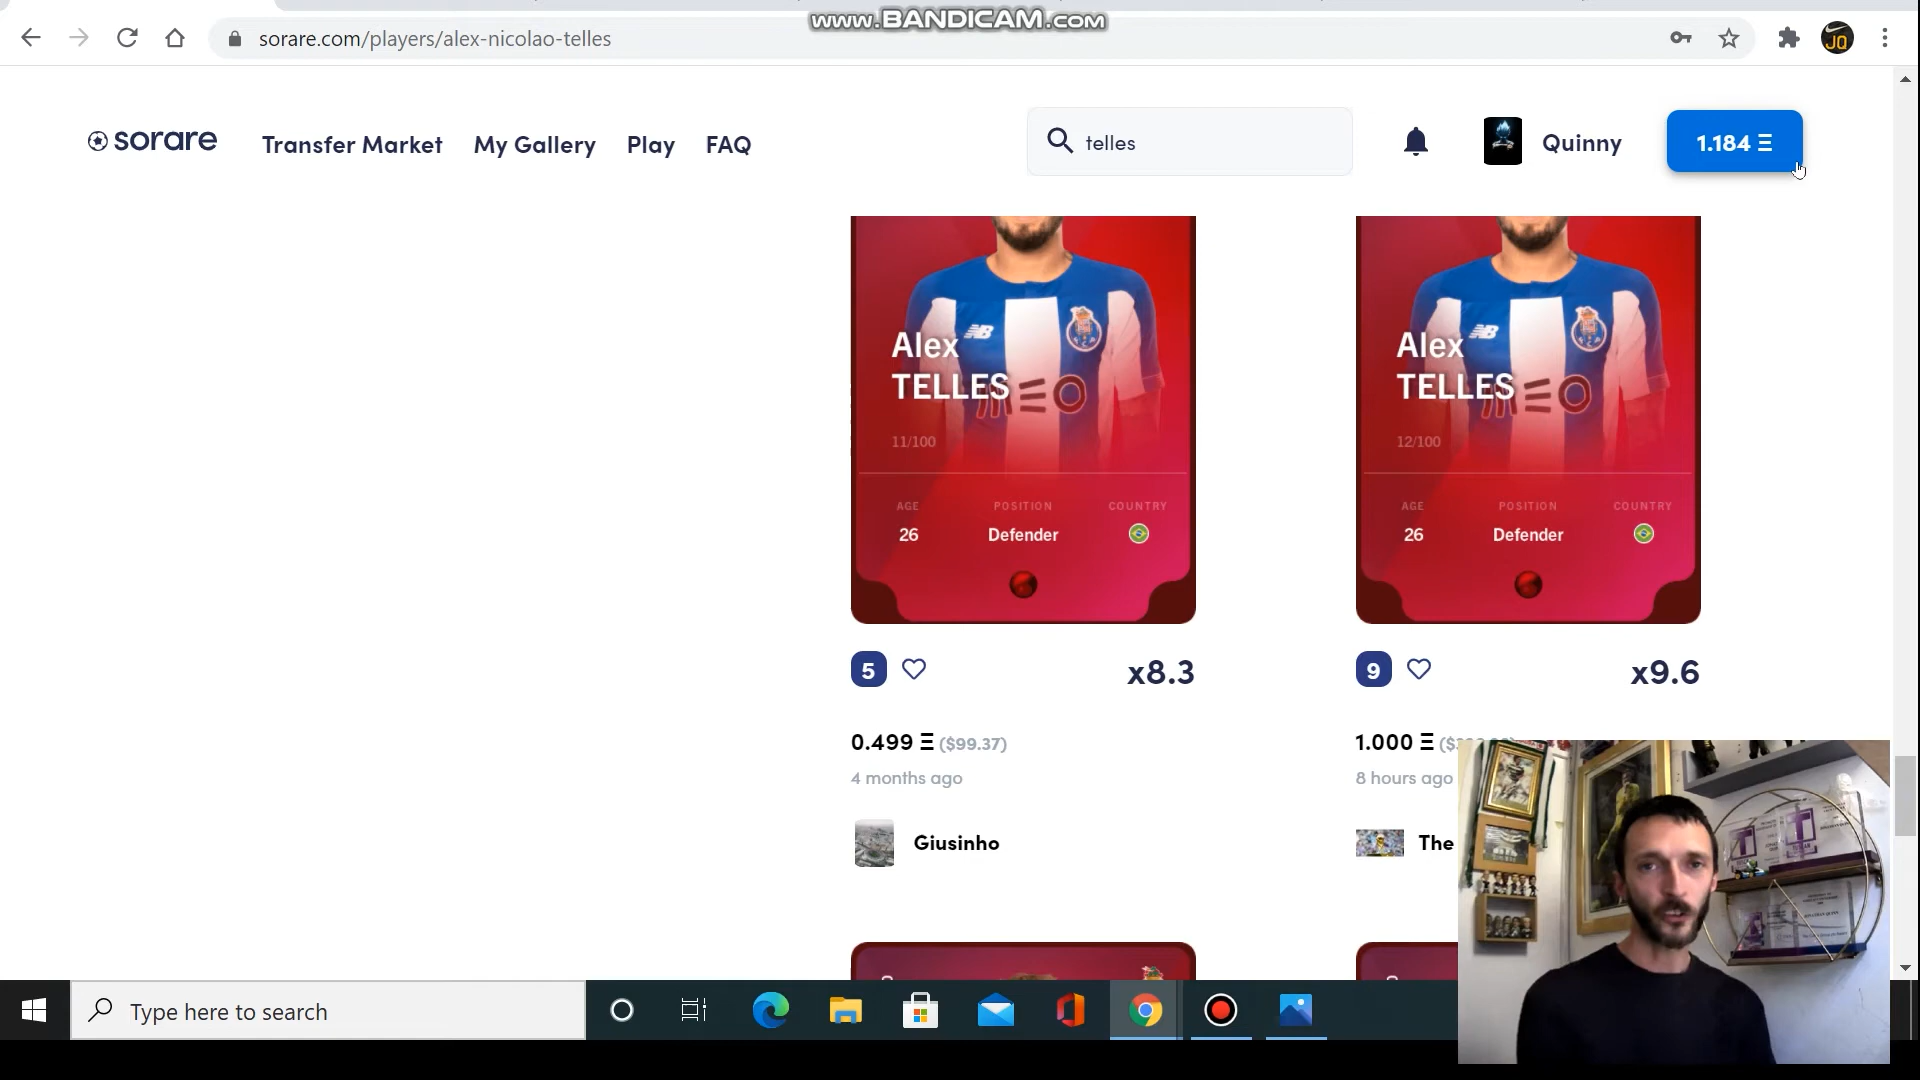 www.BANDICAM.com
sorare.com/players/alex-nicolao-telles
JQ
sorare
Transfer Market My Gallery Play FAQ
telles
Quinny
1.184 Ξ
Alex
TELLES
NB
11/100
AGE POSITION COUNTRY
26 Defender
5 x8.3
0.499 Ξ ($99.37)
4 months ago
Giusinho
Alex
TELLES
NB
12/100
AGE POSITION COUNTRY
26 Defender
9 x9.6
1.000 Ξ
8 hours ago
The
Type here to search